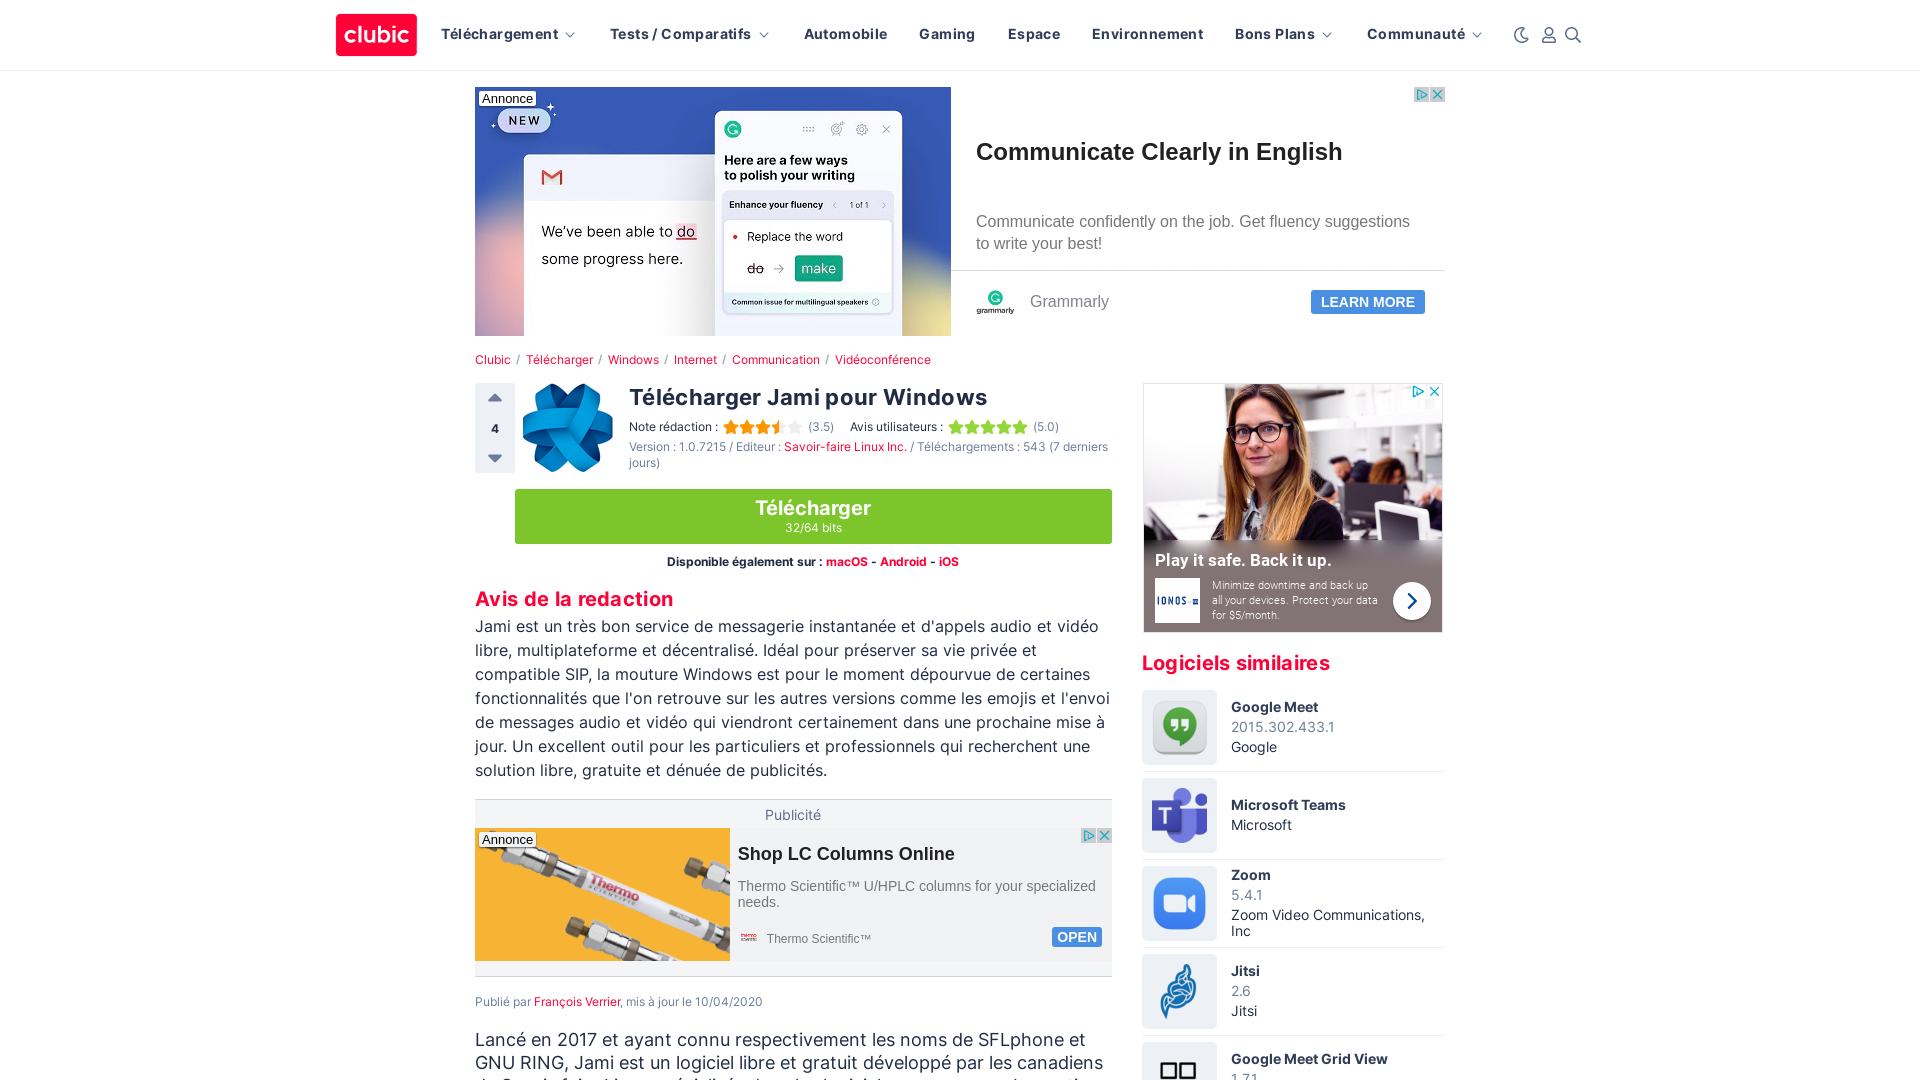 clubic
Téléchargement
Tests / Comparatifs
Automobile
Gaming
Espace
Environnement
Bons Plans
Communauté
Annonce
NEW
We've been able to do
some progress here.
Here are a few ways
to polish your writing
Enhance your fluency
1 of 1
Replace the word
do → make
Common issue for multilingual speakers
Communicate Clearly in English
Communicate confidently on the job. Get fluency suggestions
to write your best!
grammarly
Grammarly
LEARN MORE
Clubic / Télécharger / Windows / Internet / Communication / Vidéoconférence
4
Télécharger Jami pour Windows
Note rédaction : (3.5) Avis utilisateurs : (5.0)
Version : 1.0.7215 / Editeur : Savoir-faire Linux Inc. / Téléchargements : 543 (7 derniers
jours)
Télécharger
32/64 bits
Disponible également sur : macOS - Android - iOS
Avis de la redaction
Jami est un très bon service de messagerie instantanée et d'appels audio et vidéo
libre, multiplateforme et décentralisé. Idéal pour préserver sa vie privée et
compatible SIP, la mouture Windows est pour le moment dépourvue de certaines
fonctionnalités que l'on retrouve sur les autres versions comme les emojis et l'envoi
de messages audio et vidéo qui viendront certainement dans une prochaine mise à
jour. Un excellent outil pour les particuliers et professionnels qui recherchent une
solution libre, gratuite et dénuée de publicités.
Publicité
Annonce
Thermo
SCIENTIFIC
Shop LC Columns Online
Thermo Scientific™ U/HPLC columns for your specialized
needs.
Thermo Scientific™
OPEN
Publié par François Verrier, mis à jour le 10/04/2020
Lancé en 2017 et ayant connu respectivement les noms de SFLphone et
GNU RING, Jami est un logiciel libre et gratuit développé par les canadiens
Play it safe. Back it up.
IONOS
Minimize downtime and back up
all your devices. Protect your data
for $5/month.
Logiciels similaires
Google Meet
2015.302.433.1
Google
Microsoft Teams
Microsoft
Zoom
5.4.1
Zoom Video Communications,
Inc
Jitsi
2.6
Jitsi
Google Meet Grid View
1.7.1